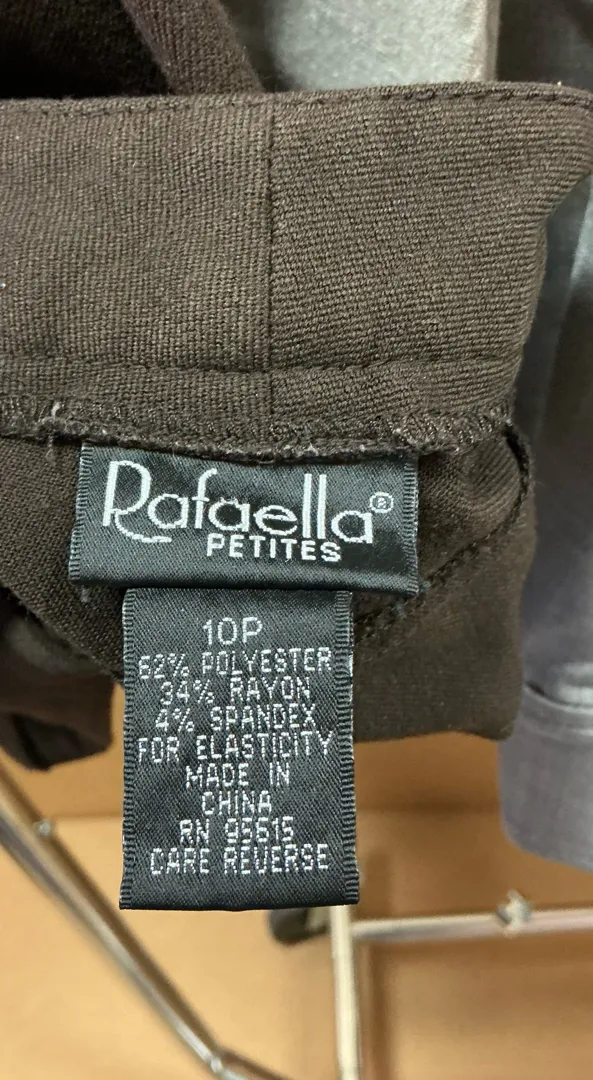 Rafaella®
PETITES
10P
62% POLYESTER
34% RAYON
4% SPANDEX
FOR ELASTICITY
MADE IN
CHINA
RN 95615
CARE REVERSE